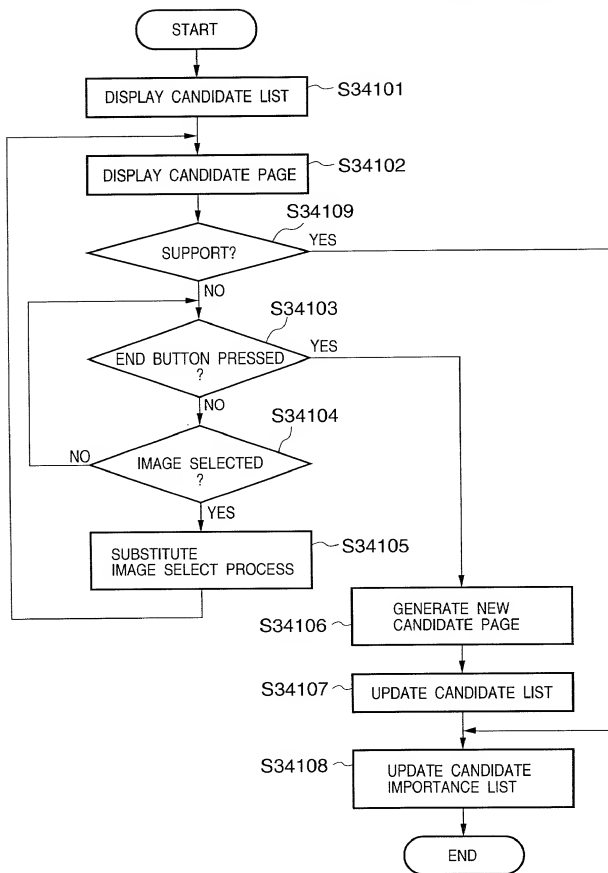 START
DISPLAY CANDIDATE LIST
S34101
DISPLAY CANDIDATE PAGE
S34102
S34109
SUPPORT?
YES
NO
S34103
END BUTTON PRESSED
?
YES
NO
S34104
NO
IMAGE SELECTED
?
YES
SUBSTITUTE
IMAGE SELECT PROCESS
S34105
GENERATE NEW
CANDIDATE PAGE
S34106
S34107
UPDATE CANDIDATE LIST
S34108
UPDATE CANDIDATE
IMPORTANCE LIST
END